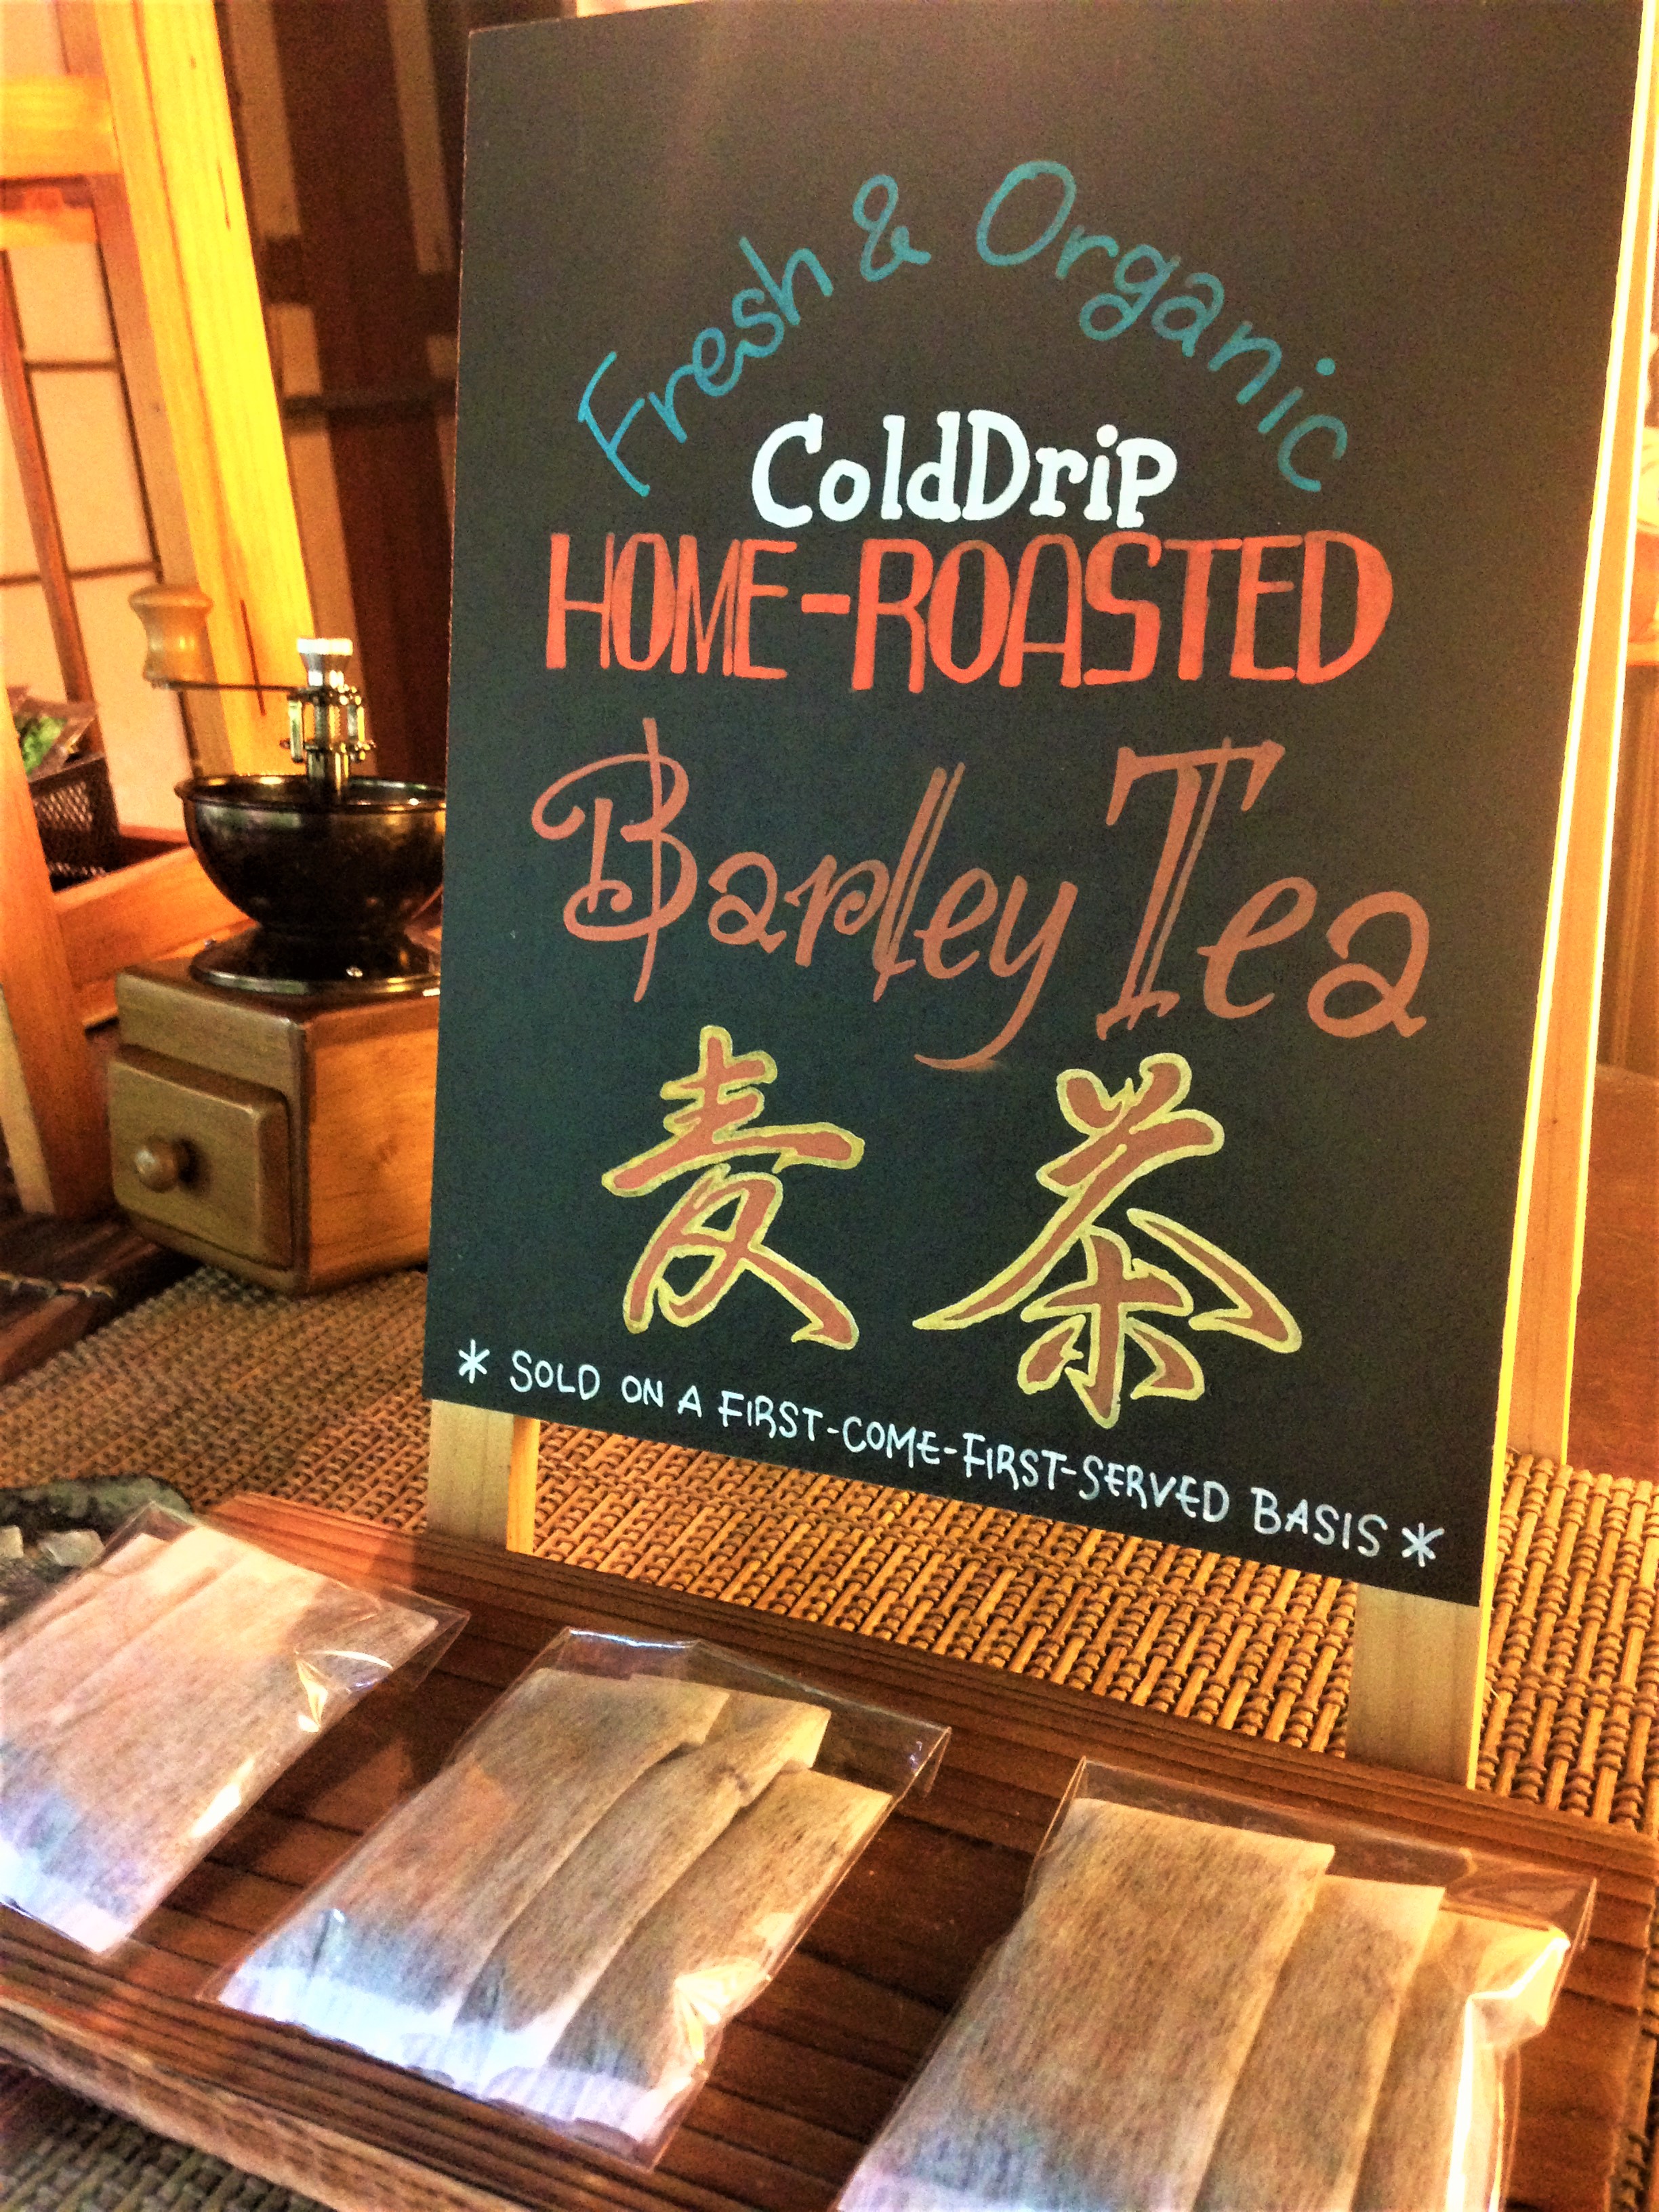 Fresh & Organic
ColdDrip
HOME-ROASTED
Barley Tea
麦茶
* SOLD ON A FIRST-COME-FIRST-SERVED BASIS *